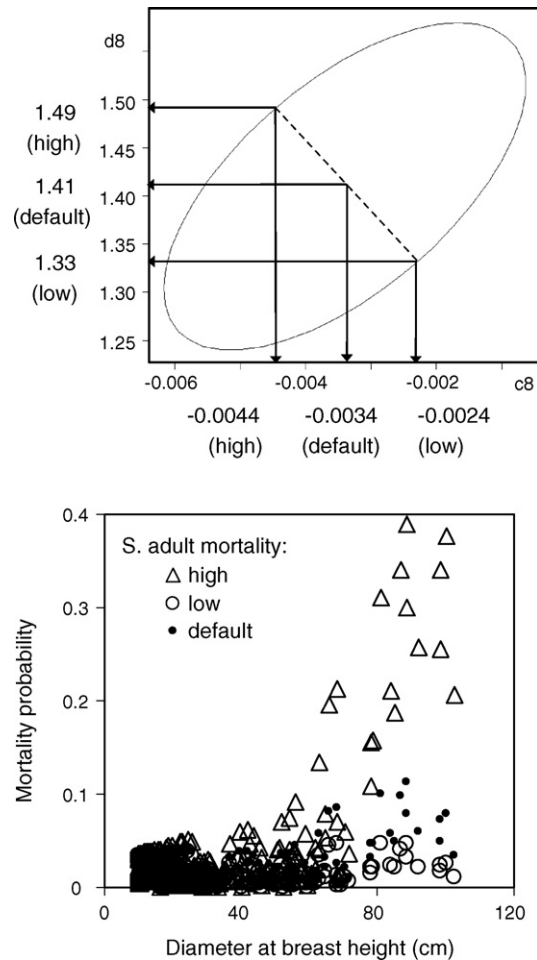 d8
1.50
1.49
(high)
1.45
1.41
(default)
1.40
1.35
1.33
(low)
1.30
1.25
-0.006
-0.004
-0.002
c8
-0.0044
(high)
-0.0034
(default)
-0.0024
(low)
0.4
S. adult mortality:
high
low
default
0.3
0.2
0.1
0
Mortality probability
0
40
80
120
Diameter at breast height (cm)